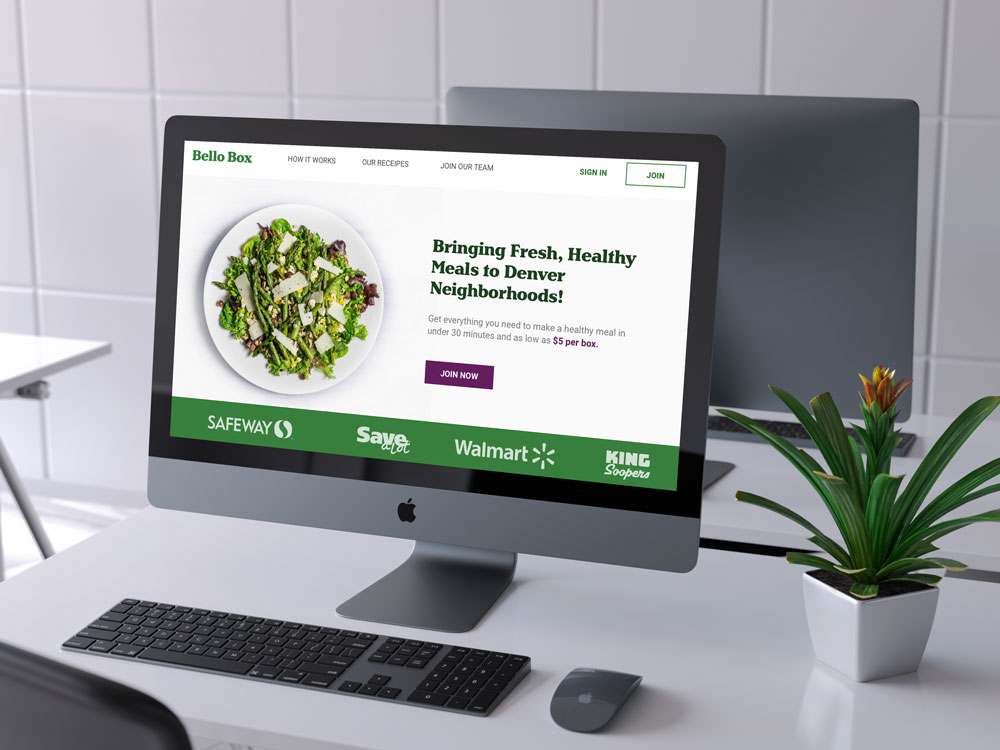 Bello Box
HOW IT WORKS
OUR RECEIPES
JOIN OUR TEAM
SIGN IN
JOIN
Bringing Fresh, Healthy
Meals to Denver
Neighborhoods!
Get everything you need to make a healthy meal in
under 30 minutes and as low as $5 per box.
JOIN NOW
SAFEWAY
Save
a lot
Walmart
KING
Soopers